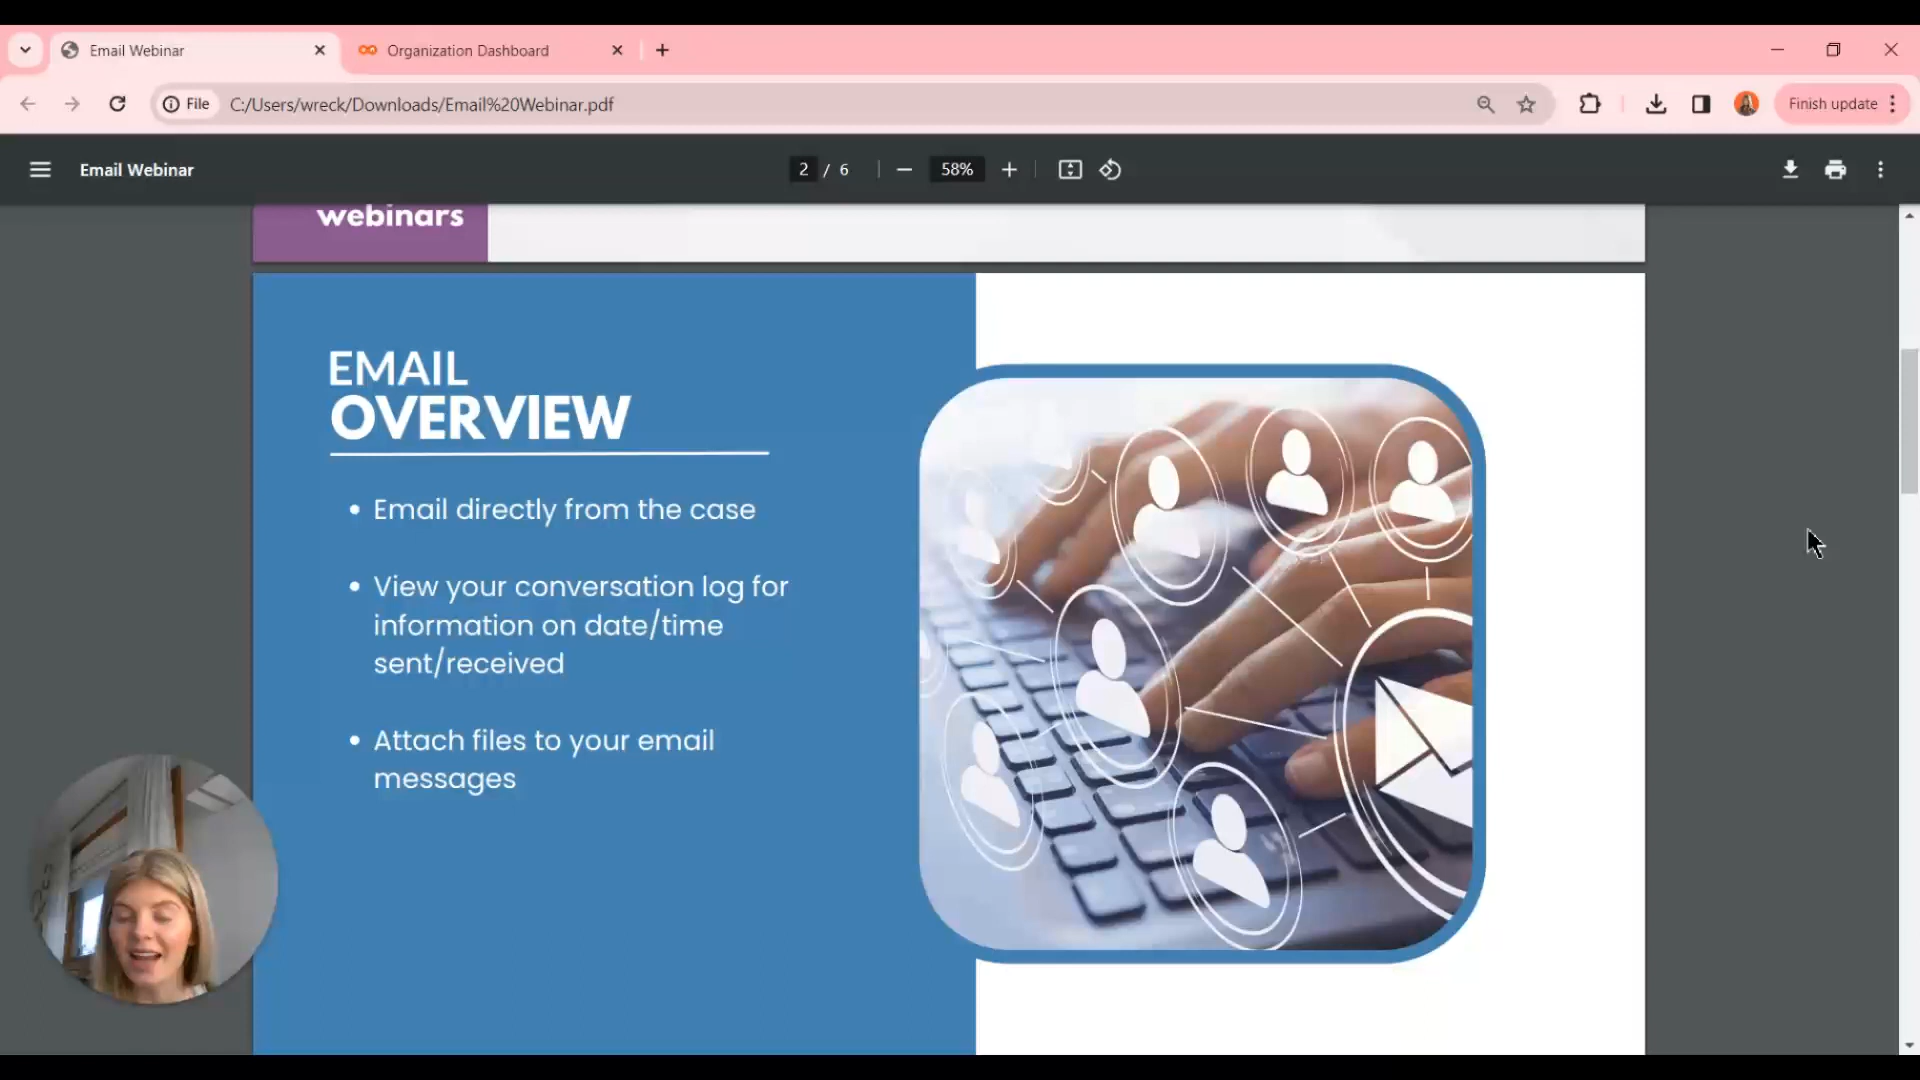 Email Webinar
Organization Dashboard
File
C:/Users/wreck/Downloads/Email%20Webinar.pdf
Finish update
Email Webinar
2 / 6
58%
webinars
EMAIL
OVERVIEW
• Email directly from the case
• View your conversation log for
information on date/time
sent/received
• Attach files to your email
messages